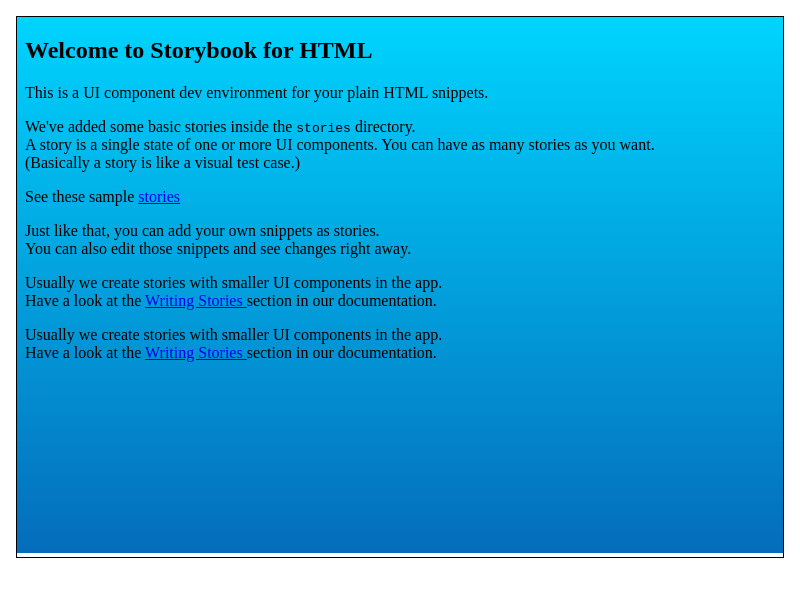 Welcome to Storybook for HTML
This is a UI component dev environment for your plain HTML snippets.
We've added some basic stories inside the stories directory.
A story is a single state of one or more UI components. You can have as many stories as you want.
(Basically a story is like a visual test case.)
See these sample stories
Just like that, you can add your own snippets as stories.
You can also edit those snippets and see changes right away.
Usually we create stories with smaller UI components in the app.
Have a look at the Writing Stories section in our documentation.
Usually we create stories with smaller UI components in the app.
Have a look at the Writing Stories section in our documentation.